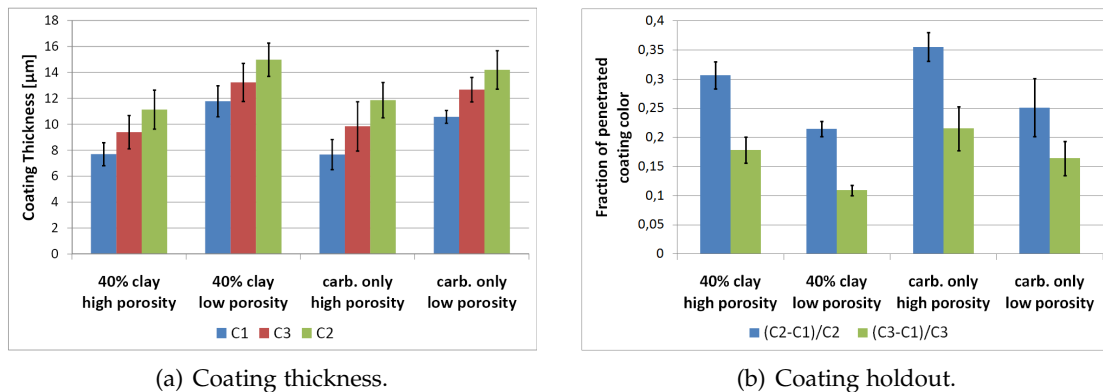 Coating Thickness [µm]
18
16
14
12
10
8
6
4
2
0
40% clay
high porosity
40% clay
low porosity
carb. only
high porosity
carb. only
low porosity
C1 C3 C2
(a) Coating thickness.
Fraction of penetrated
coating color
0,4
0,35
0,3
0,25
0,2
0,15
0,1
0,05
0
40% clay
high porosity
40% clay
low porosity
carb. only
high porosity
carb. only
low porosity
(C2-C1)/C2 (C3-C1)/C3
(b) Coating holdout.